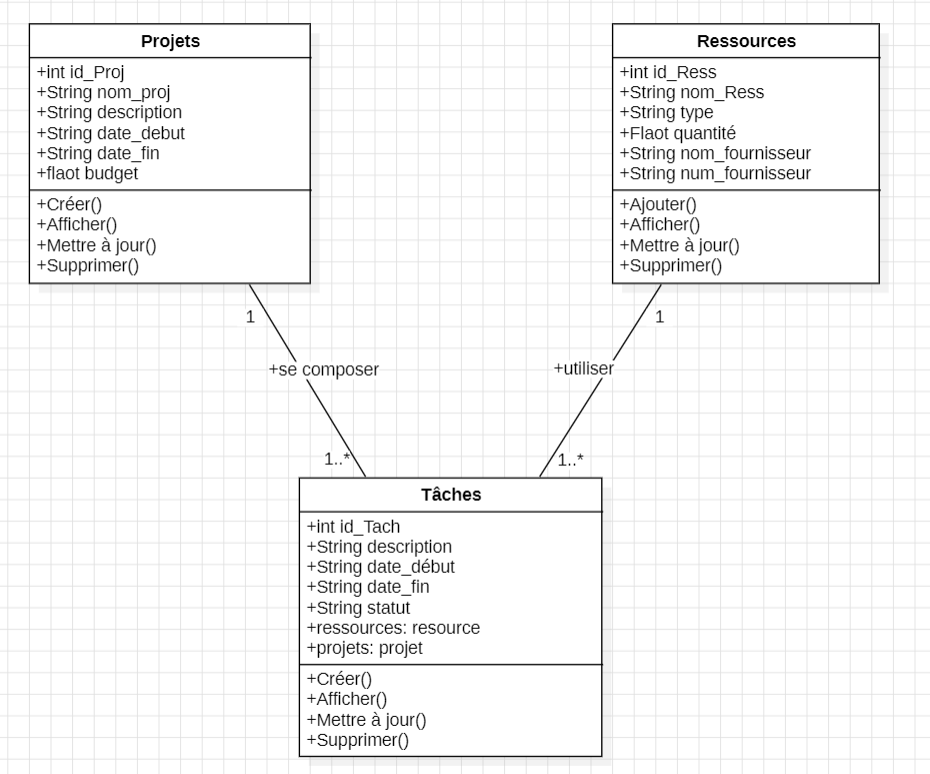 Projets
+int id_Proj
+String nom_proj
+String description
+String date_debut
+String date_fin
+flaot budget
+Créer()
+Afficher()
+Mettre à jour()
+Supprimer()
Ressources
+int id_Ress
+String nom_Ress
+String type
+Flaot quantité
+String nom_fournisseur
+String num_fournisseur
+Ajouter()
+Afficher()
+Mettre à jour()
+Supprimer()
1
+se composer
1..*
1
+utiliser
1..*
Tâches
+int id_Tach
+String description
+String date_début
+String date_fin
+String statut
+ressources: resource
+projets: projet
+Créer()
+Afficher()
+Mettre à jour()
+Supprimer()